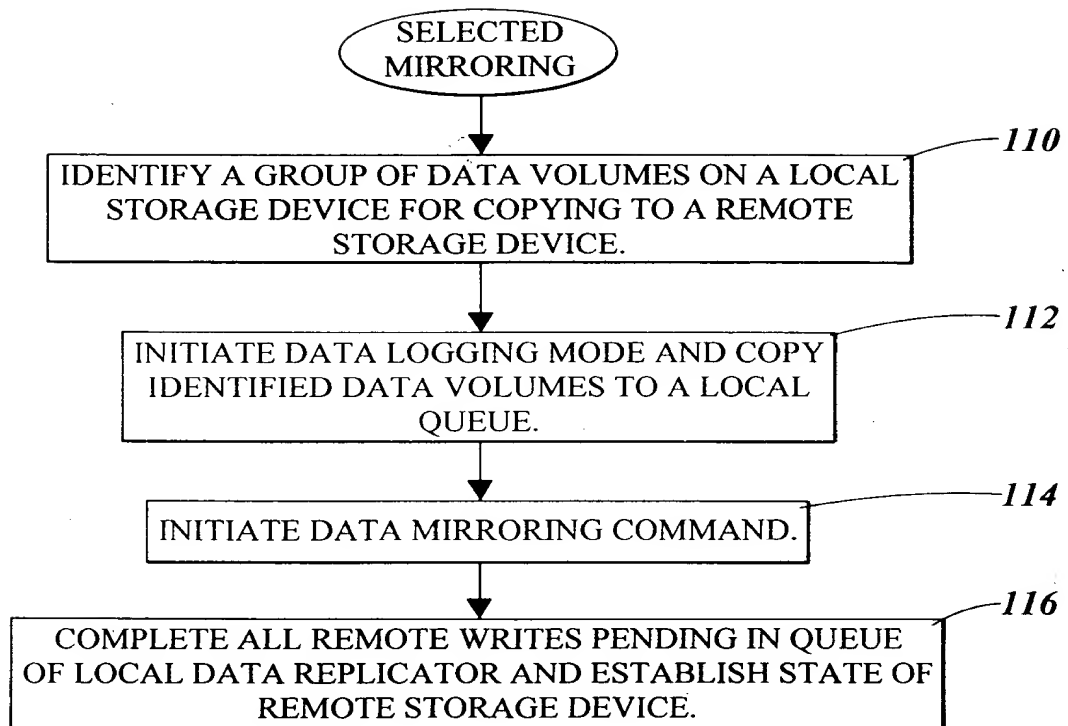 SELECTED
MIRRORING
110
IDENTIFY A GROUP OF DATA VOLUMES ON A LOCAL
STORAGE DEVICE FOR COPYING TO A REMOTE
STORAGE DEVICE.
112
INITIATE DATA LOGGING MODE AND COPY
IDENTIFIED DATA VOLUMES TO A LOCAL
QUEUE.
114
INITIATE DATA MIRRORING COMMAND.
116
COMPLETE ALL REMOTE WRITES PENDING IN QUEUE
OF LOCAL DATA REPLICATOR AND ESTABLISH STATE OF
REMOTE STORAGE DEVICE.